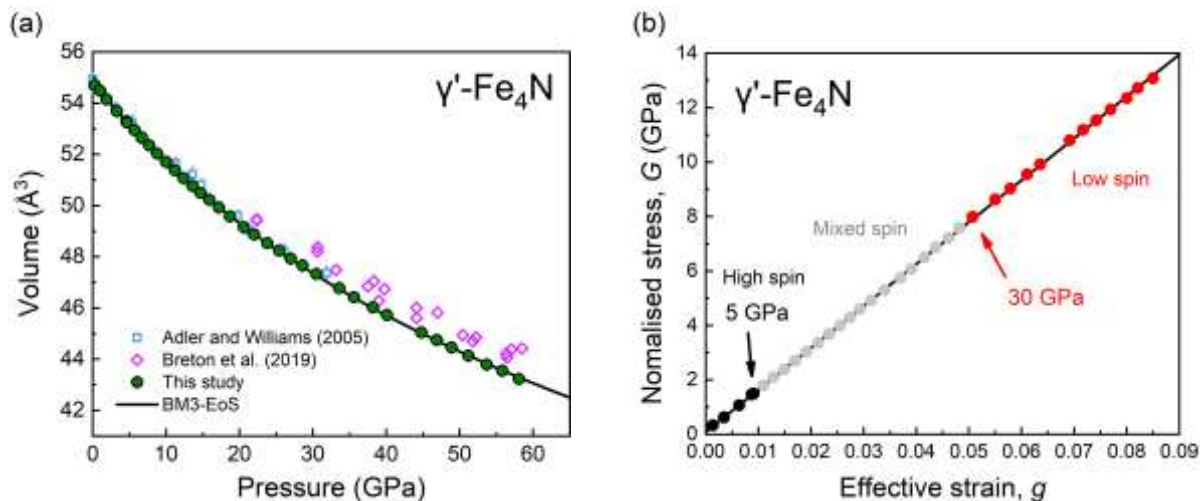 (a)
56
54
52
50
48
46
44
42
Volume (Å³)
γ'-Fe₄N
Adler and Williams (2005)
Breton et al. (2019)
This study
BM3-EoS
0 10 20 30 40 50 60
Pressure (GPa)
(b)
14
12
10
8
6
4
2
0
Nomalised stress, G (GPa)
γ'-Fe₄N
Low spin
Mixed spin
High spin
5 GPa
30 GPa
0.00 0.01 0.02 0.03 0.04 0.05 0.06 0.07 0.08 0.09
Effective strain, g